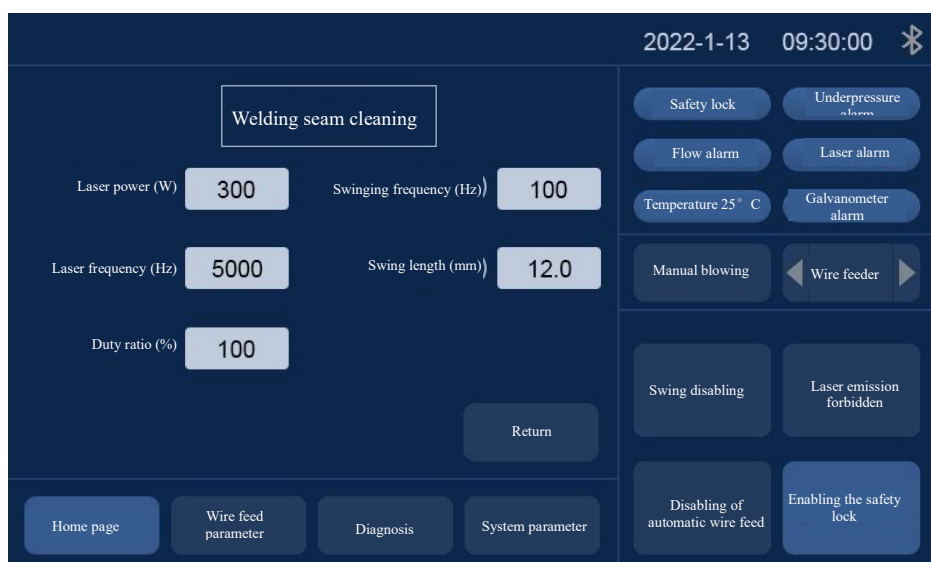 2022-1-13 09:30:00
Welding seam cleaning
Laser power (W) 300
Swinging frequency (Hz)) 100
Laser frequency (Hz) 5000
Swing length (mm)) 12.0
Duty ratio (%) 100
Return
Home page
Wire feed
parameter
Diagnosis
System parameter
Safety lock
Underpressure
alarm
Flow alarm
Laser alarm
Temperature 25° C
Galvanometer
alarm
Manual blowing
Wire feeder
Swing disabling
Laser emission
forbidden
Disabling of
automatic wire feed
Enabling the safety
lock